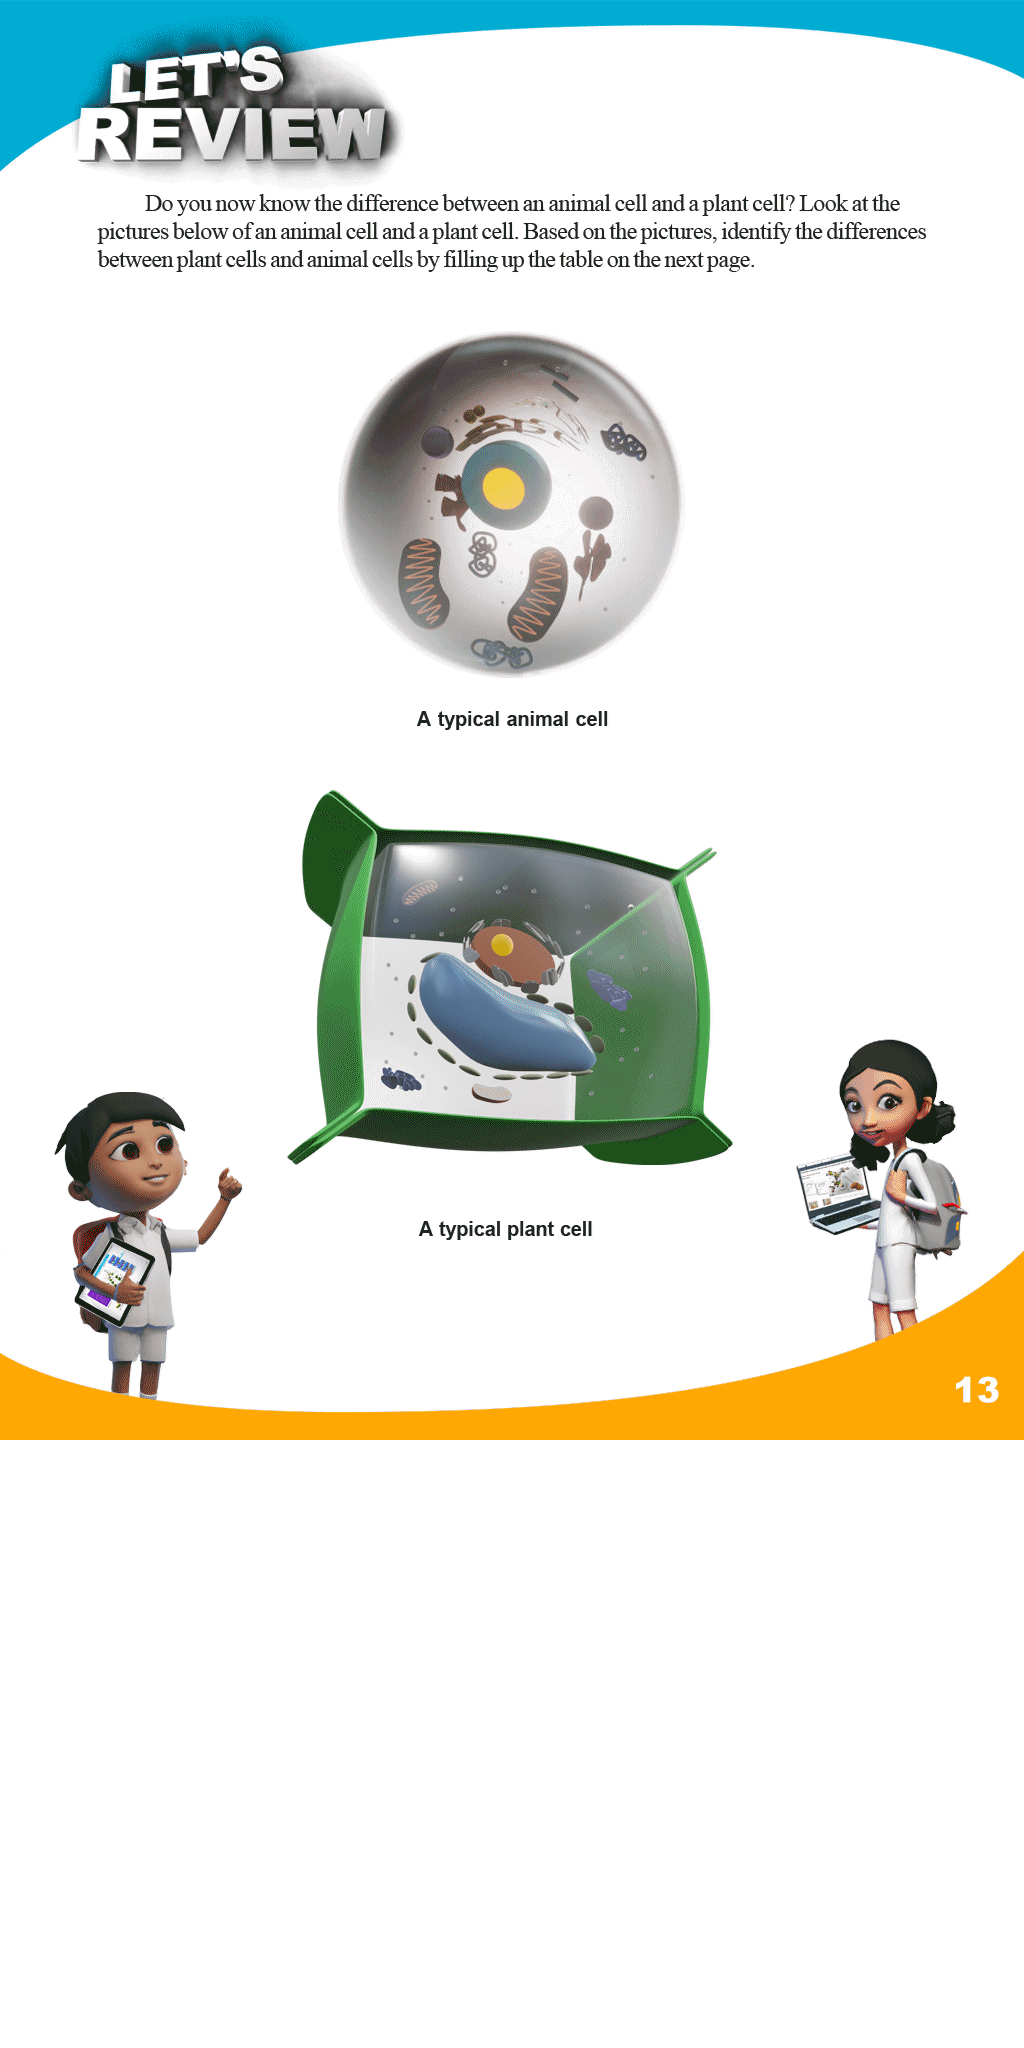 LET'S
REVIEW
Do you now know the difference between an animal cell and a plant cell? Look at the
pictures below of an animal cell and a plant cell. Based on the pictures, identify the differences
between plant cells and animal cells by filling up the table on the next page.
A typical animal cell
A typical plant cell
13